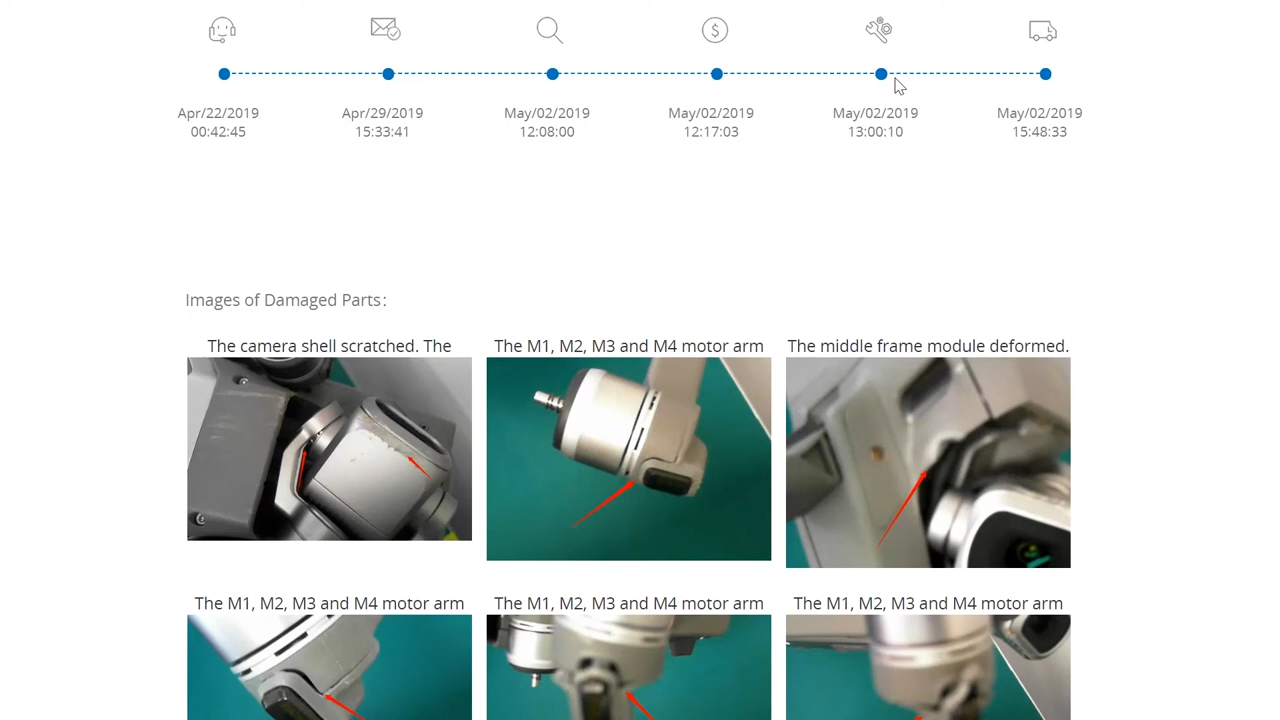 Apr/22/2019
00:42:45
Apr/29/2019
15:33:41
May/02/2019
12:08:00
May/02/2019
12:17:03
May/02/2019
13:00:10
May/02/2019
15:48:33
Images of Damaged Parts:
The camera shell scratched. The
The M1, M2, M3 and M4 motor arm
The middle frame module deformed.
The M1, M2, M3 and M4 motor arm
The M1, M2, M3 and M4 motor arm
The M1, M2, M3 and M4 motor arm